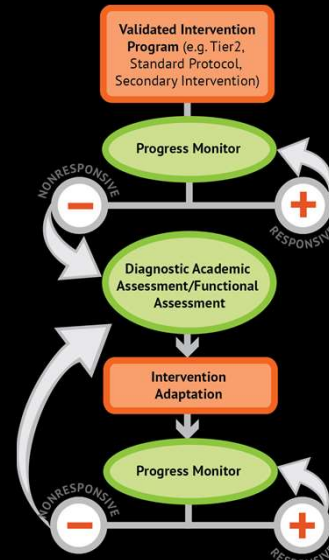 Validated Intervention
Program (e.g. Tier2,
Standard Protocol,
Secondary Intervention)
Progress Monitor
NONRESPONSIVE
−
+
RESPONSIVE
Diagnostic Academic
Assessment/Functional
Assessment
Intervention
Adaptation
Progress Monitor
NONRESPONSIVE
−
+
RESPONSIVE